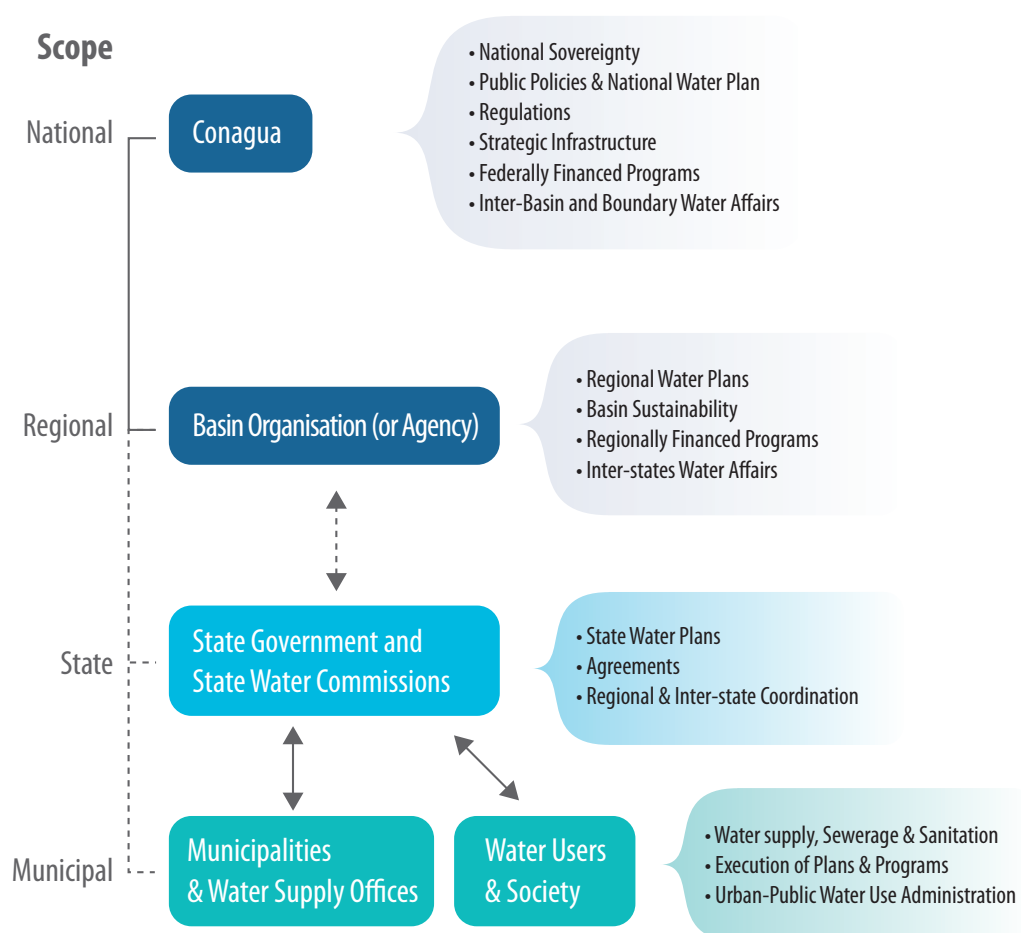 Scope
National
Conagua
• National Sovereignty
• Public Policies & National Water Plan
• Regulations
• Strategic Infrastructure
• Federally Financed Programs
• Inter-Basin and Boundary Water Affairs
Regional
Basin Organisation (or Agency)
• Regional Water Plans
• Basin Sustainability
• Regionally Financed Programs
• Inter-states Water Affairs
State
State Government and
State Water Commissions
• State Water Plans
• Agreements
• Regional & Inter-state Coordination
Municipal
Municipalities
& Water Supply Offices
Water Users
& Society
• Water supply, Sewerage & Sanitation
• Execution of Plans & Programs
• Urban-Public Water Use Administration